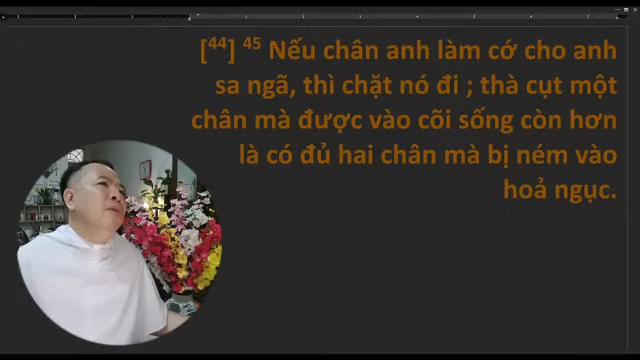 [44] 45 Nếu chân anh làm cớ cho anh
sa ngã, thì chặt nó đi ; thà cụt một
chân mà được vào cõi sống còn hơn
là có đủ hai chân mà bị ném vào
hoả ngục.